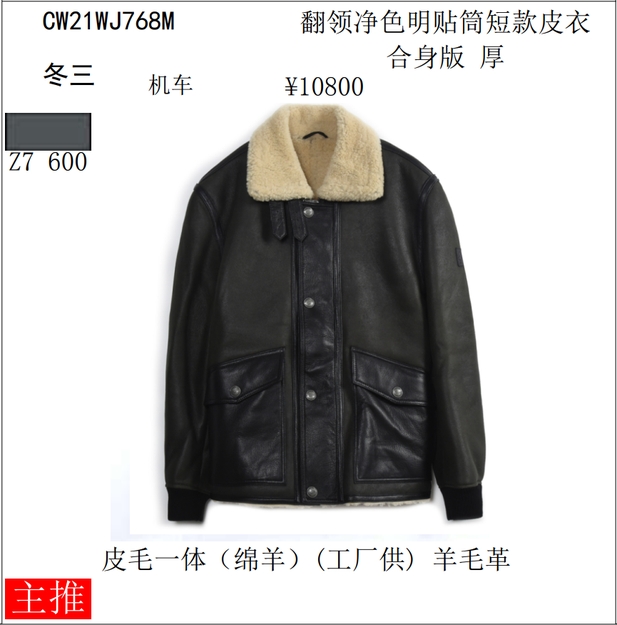 CW21WJ768M
翻领净色明贴筒短款皮衣
合身版 厚
冬三
机车
¥10800
Z7 600
皮毛一体（绵羊）(工厂供) 羊毛革
主推